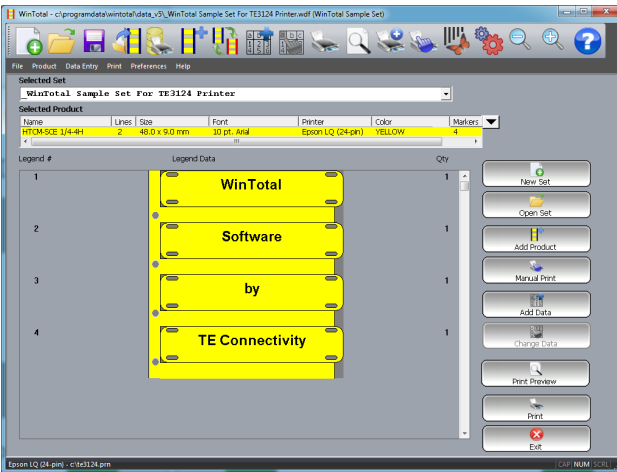 WinTotal - c:\programdata\wintotal\data_v5\_WinTotal Sample Set For TE3124 Printer.wdf (WinTotal Sample Set)
File Product Data Entry Print Preferences Help
Selected Set
_WinTotal Sample Set For TE3124 Printer
Selected Product
Name Lines Size Font Printer Color Markers
HTCM-SCE 1/4-4H 2 48.0 x 9.0 mm 10 pt. Arial Epson LQ (24-pin) YELLOW 4
Legend # Legend Data Qty
1 WinTotal 1
2 Software 1
3 by 1
4 TE Connectivity 1
New Set
Open Set
Add Product
Manual Print
Add Data
Change Data
Print Preview
Print
Exit
Epson LQ (24-pin) - c:\te3124.prn CAP NUM SCRL